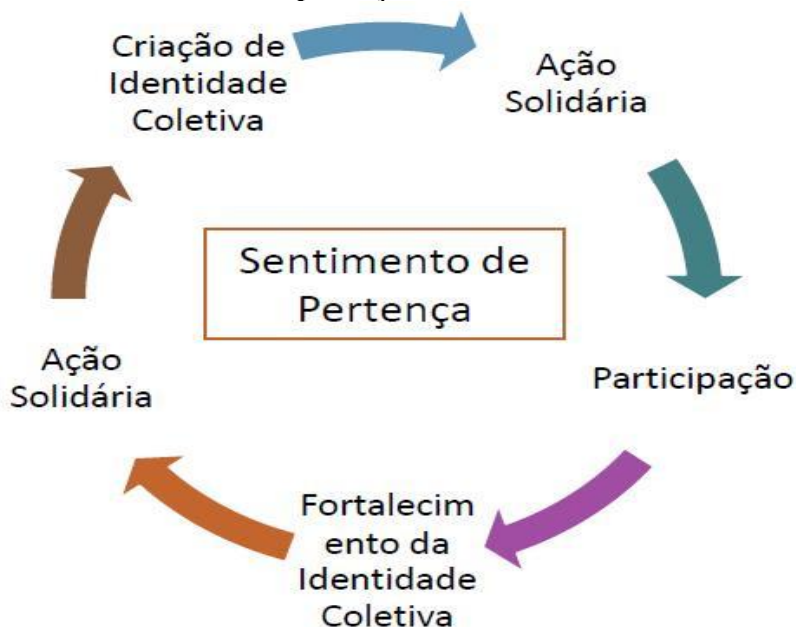 Criação de
Identidade
Coletiva
Ação
Solidária
Sentimento de
Pertença
Participação
Fortalecim
ento da
Identidade
Coletiva
Ação
Solidária